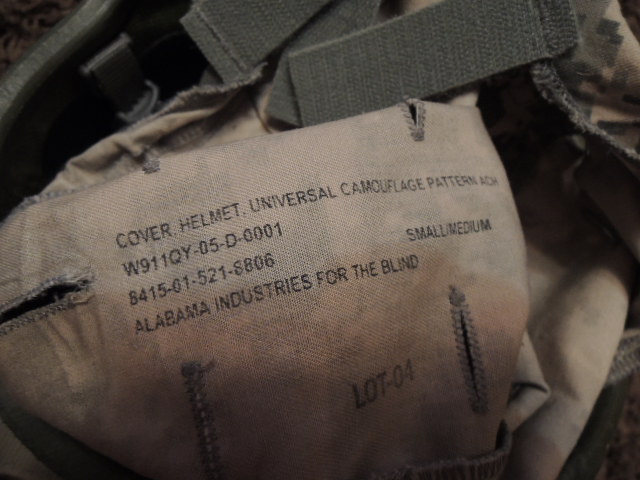 COVER, HELMET, UNIVERSAL CAMOUFLAGE PATTERN ACH
W911QY-05-D-0001
SMALL/MEDIUM
8415-01-521-8806
ALABAMA INDUSTRIES FOR THE BLIND
LOT-04